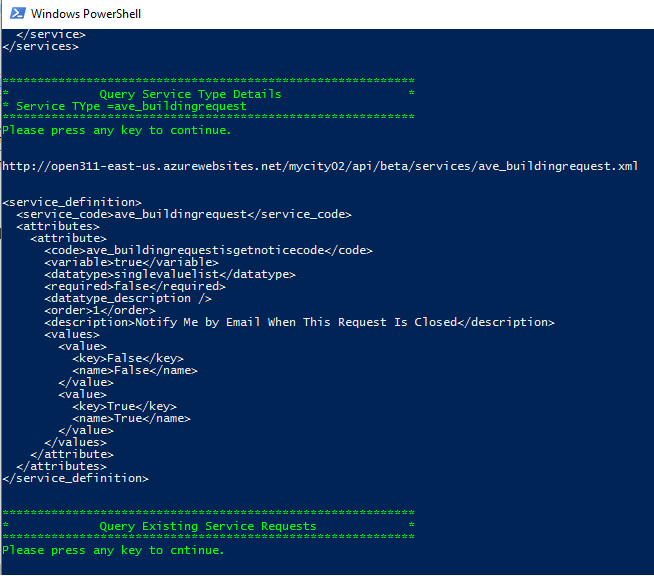 Windows PowerShell
</service>
</services>
***********************************************************
* Query Service Type Details *
* Service TYpe =ave_buildingrequest
***********************************************************
Please press any key to continue.
http://open311-east-us.azurewebsites.net/mycity02/api/beta/services/ave_buildingrequest.xml
<service_definition>
<service_code>ave_buildingrequest</service_code>
<attributes>
<attribute>
<code>ave_buildingrequestisgetnoticecode</code>
<variable>true</variable>
<datatype>singlevaluelist</datatype>
<required>false</required>
<datatype_description />
<order>1</order>
<description>Notify Me by Email When This Request Is Closed</description>
<values>
<value>
<key>False</key>
<name>False</name>
</value>
<value>
<key>True</key>
<name>True</name>
</value>
</values>
</attribute>
</attributes>
</service_definition>
***********************************************************
* Query Existing Service Requests *
***********************************************************
Please press any key to cntinue.